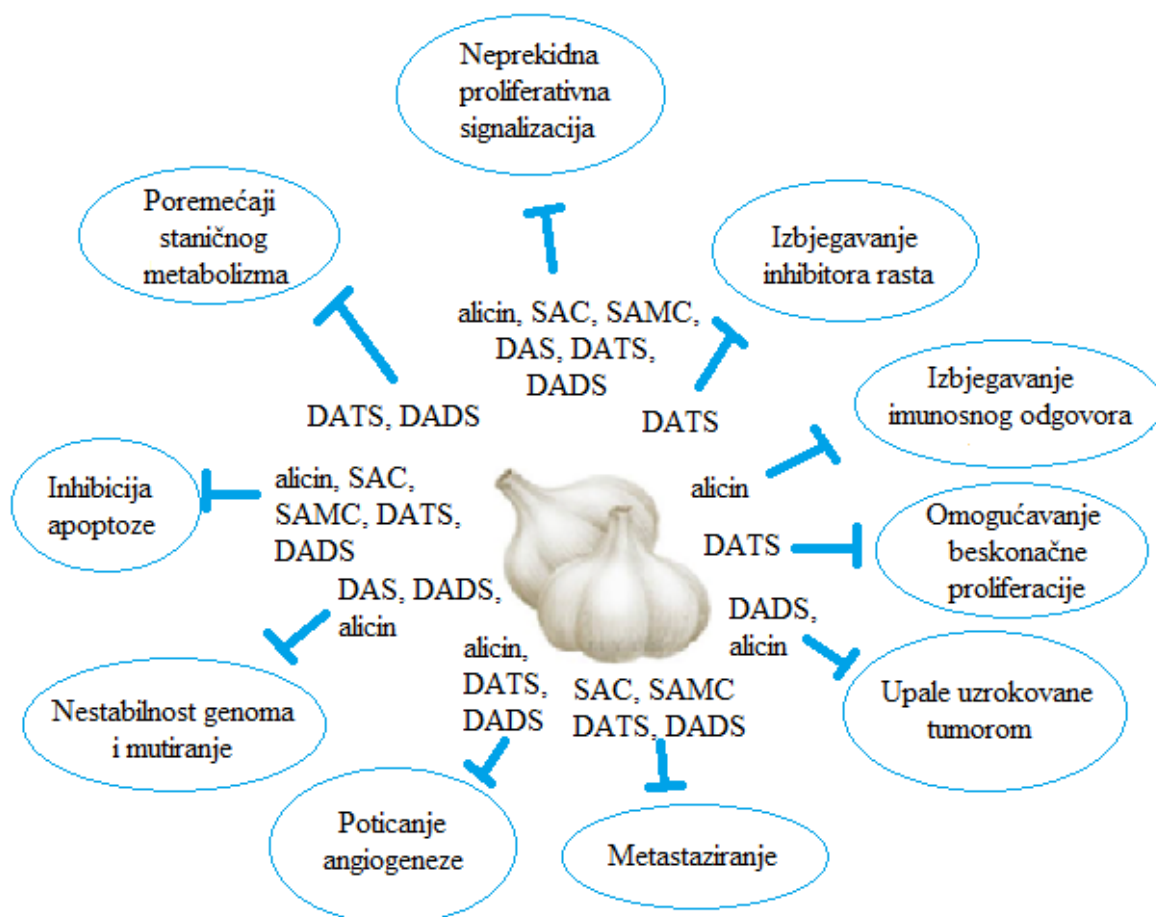 Neprekidna
proliferativna
signalizacija
Poremećaji
staničnog
metabolizma
Izbjegavanje
inhibitora rasta
alicin, SAC, SAMC,
DAS, DATS,
DADS
DATS, DADS
DATS
Izbjegavanje
imunosnog odgovora
alicin
Inhibicija
apoptoze
alicin, SAC,
SAMC, DATS,
DADS
DATS
Omogućavanje
beskonačne
proliferacije
DAS, DADS,
alicin
DADS,
alicin
Nestabilnost genoma
i mutiranje
alicin,
DATS,
DADS
SAC, SAMC
DATS, DADS
Upale uzrokovane
tumorom
Poticanje
angiogeneze
Metastaziranje